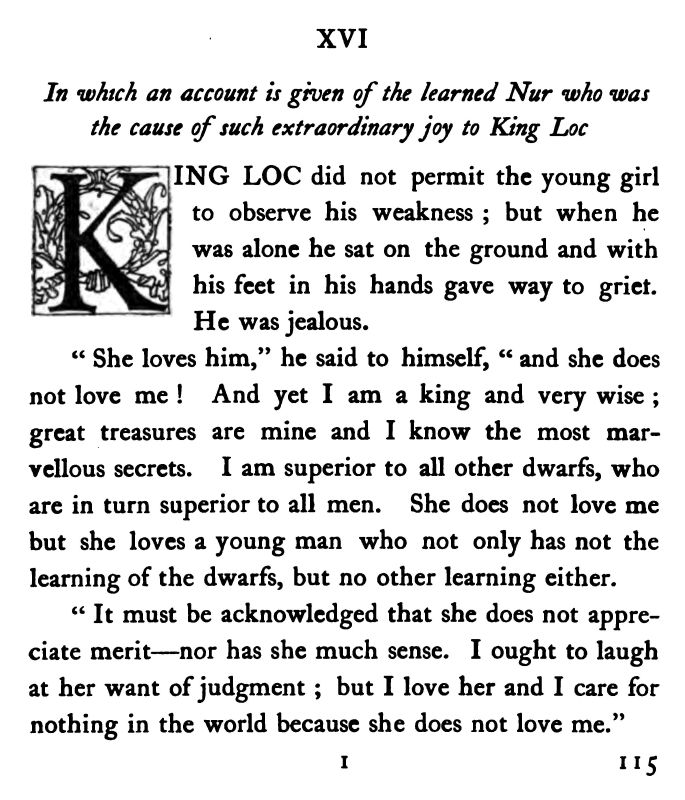 XVI
In which an account is given of the learned Nur who was
the cause of such extraordinary joy to King Loc
KING LOC did not permit the young girl
to observe his weakness ; but when he
was alone he sat on the ground and with
his feet in his hands gave way to grief.
He was jealous.
“ She loves him,” he said to himself, “ and she does
not love me ! And yet I am a king and very wise ;
great treasures are mine and I know the most mar-
vellous secrets. I am superior to all other dwarfs, who
are in turn superior to all men. She does not love me
but she loves a young man who not only has not the
learning of the dwarfs, but no other learning either.
“ It must be acknowledged that she does not appre-
ciate merit—nor has she much sense. I ought to laugh
at her want of judgment ; but I love her and I care for
nothing in the world because she does not love me.”
I 115